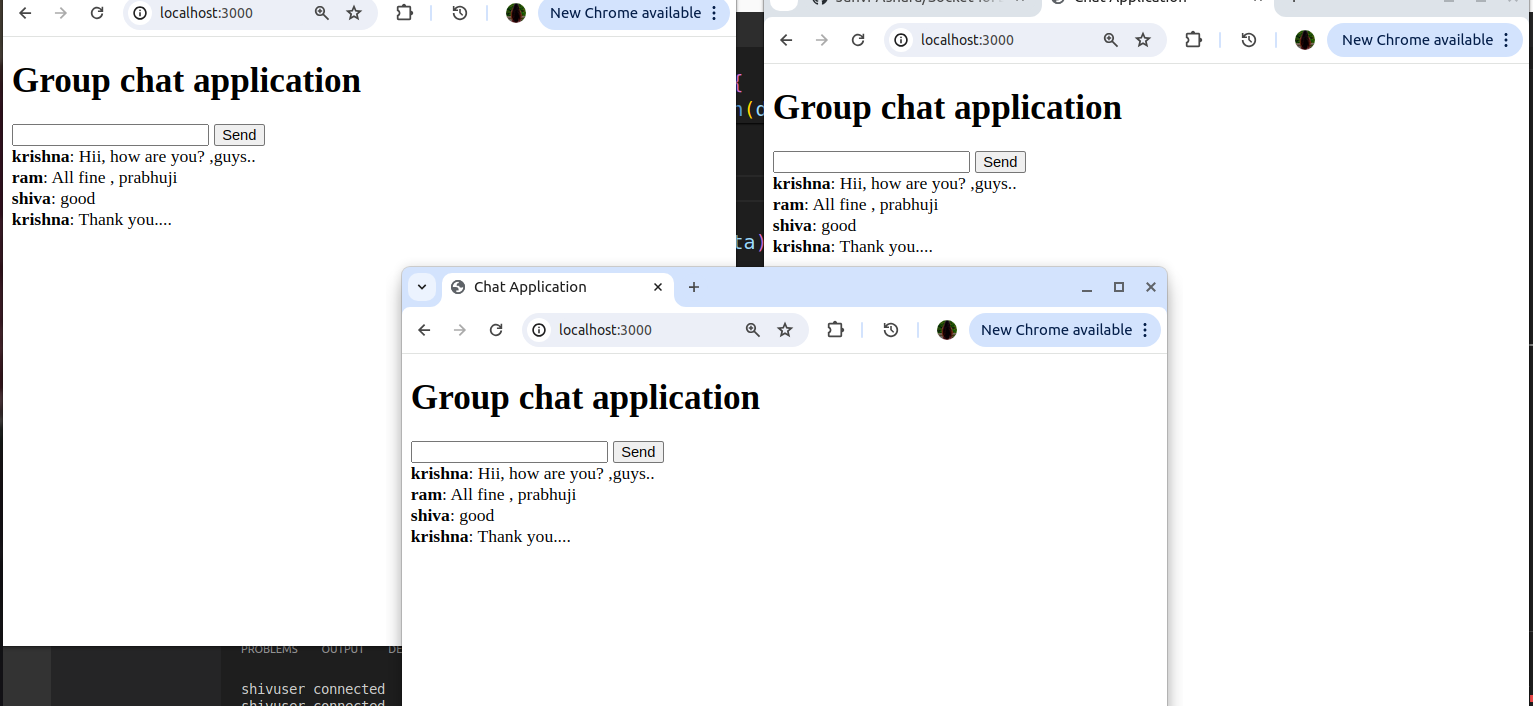 localhost:3000
New Chrome available
Group chat application
Send
krishna: Hii, how are you? ,guys..
ram: All fine , prabhuji
shiva: good
krishna: Thank you....
{
n(d
ta)
Chat Application
localhost:3000
New Chrome available
Group chat application
Send
krishna: Hii, how are you? ,guys..
ram: All fine , prabhuji
shiva: good
krishna: Thank you....
Chat Application
localhost:3000
New Chrome available
Group chat application
Send
krishna: Hii, how are you? ,guys..
ram: All fine , prabhuji
shiva: good
krishna: Thank you....
PROBLEMS OUTPUT DE
shivuser connected
shivuser connected